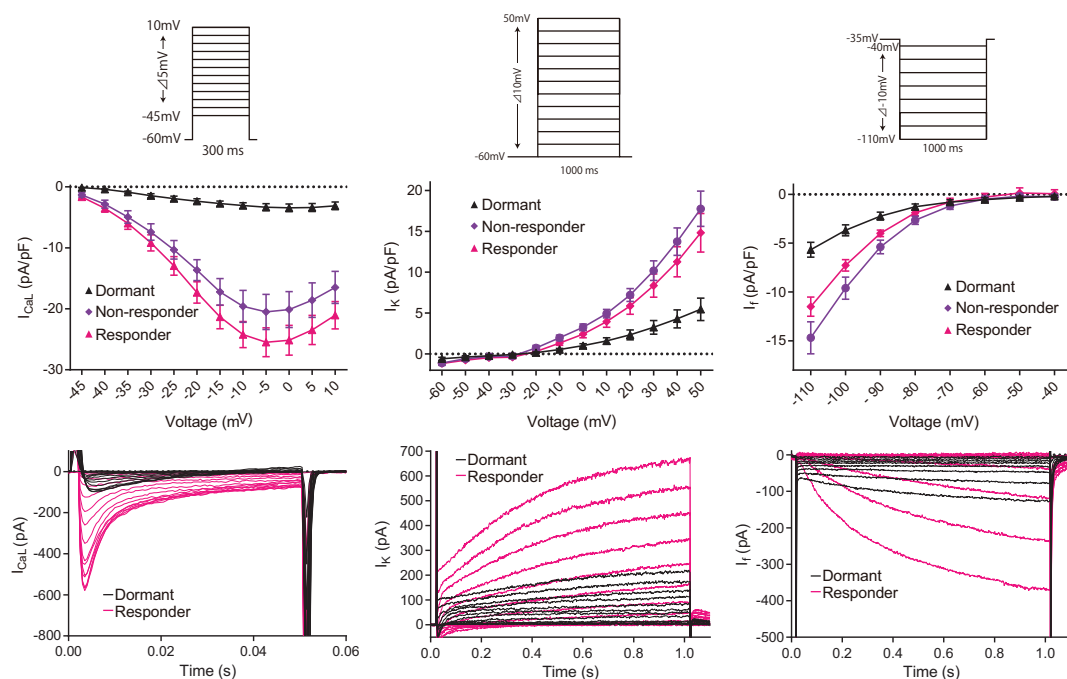 10mV
⊿5mV
-45mV
-60mV
300 ms
50mV
⊿10mV
-60mV
1000 ms
-35mV
-40mV
⊿-10mV
-110mV
1000 ms
0
-10
-20
-30
I_CaL (pA/pF)
Dormant
Non-responder
Responder
-45
-40
-35
-30
-25
-20
-15
-10
-5
0
5
10
Voltage (mV)
20
15
10
5
0
I_K (pA/pF)
Dormant
Non-responder
Responder
-60
-50
-40
-30
-20
-10
0
10
20
30
40
50
Voltage (mV)
0
-5
-10
-15
I_f (pA/pF)
Dormant
Non-responder
Responder
-110
-100
-90
-80
-70
-60
-50
-40
Voltage (mV)
0
-200
-400
-600
-800
I_CaL (pA)
Dormant
Responder
0.00
0.02
0.04
0.06
Time (s)
700
600
500
400
300
200
100
0
I_K (pA)
Dormant
Responder
0.0
0.2
0.4
0.6
0.8
1.0
Time (s)
0
-100
-200
-300
-400
-500
I_f (pA)
Dormant
Responder
0.0
0.2
0.4
0.6
0.8
1.0
Time (s)